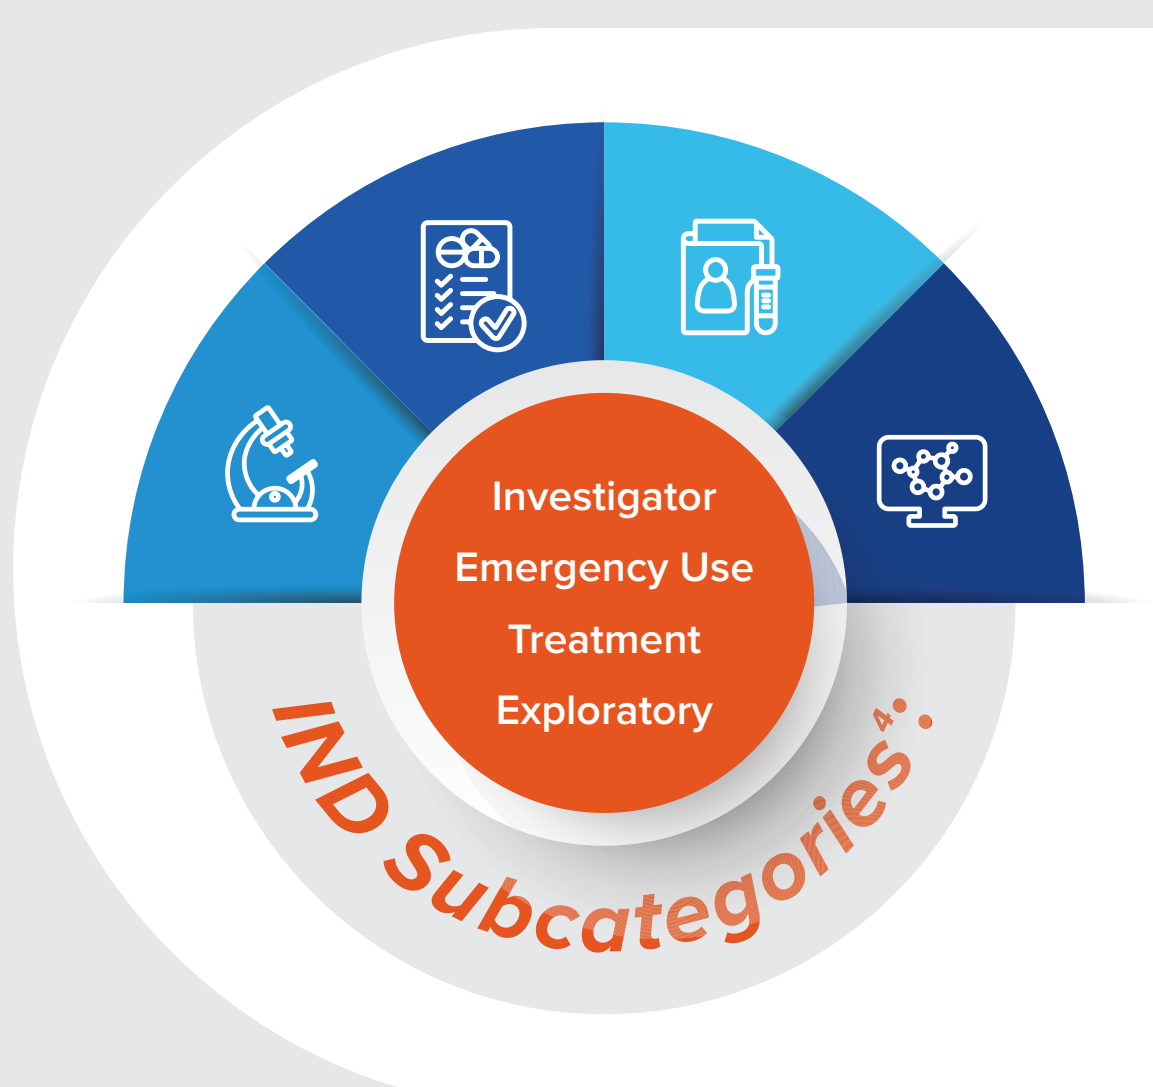 Investigator
Emergency Use
Treatment
Exploratory
IND Subcategories⁴: